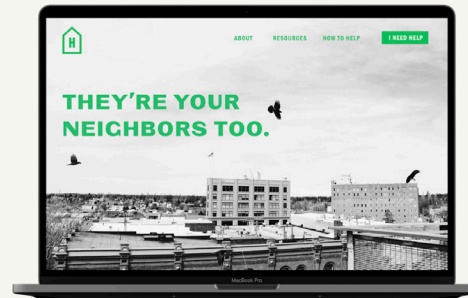 H
ABOUT
RESOURCES
HOW TO HELP
I NEED HELP
THEY'RE YOUR
NEIGHBORS TOO.
MacBook Pro